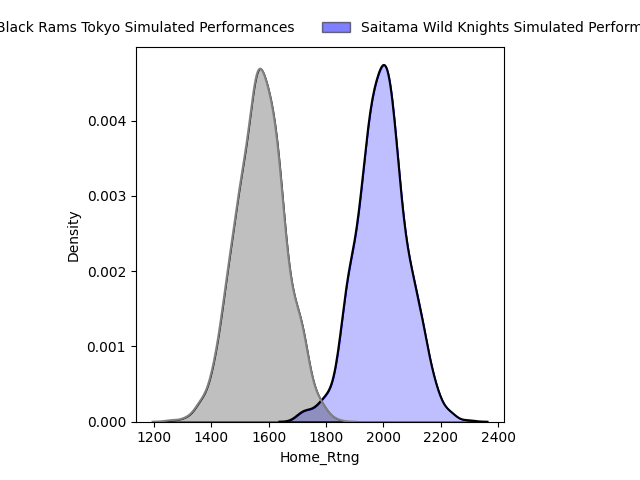 Black Rams Tokyo Simulated Performances Saitama Wild Knights Simulated Perform
0.004
0.003
0.002
0.001
0.000
Density
1200 1400 1600 1800 2000 2200 2400
Home_Rtng